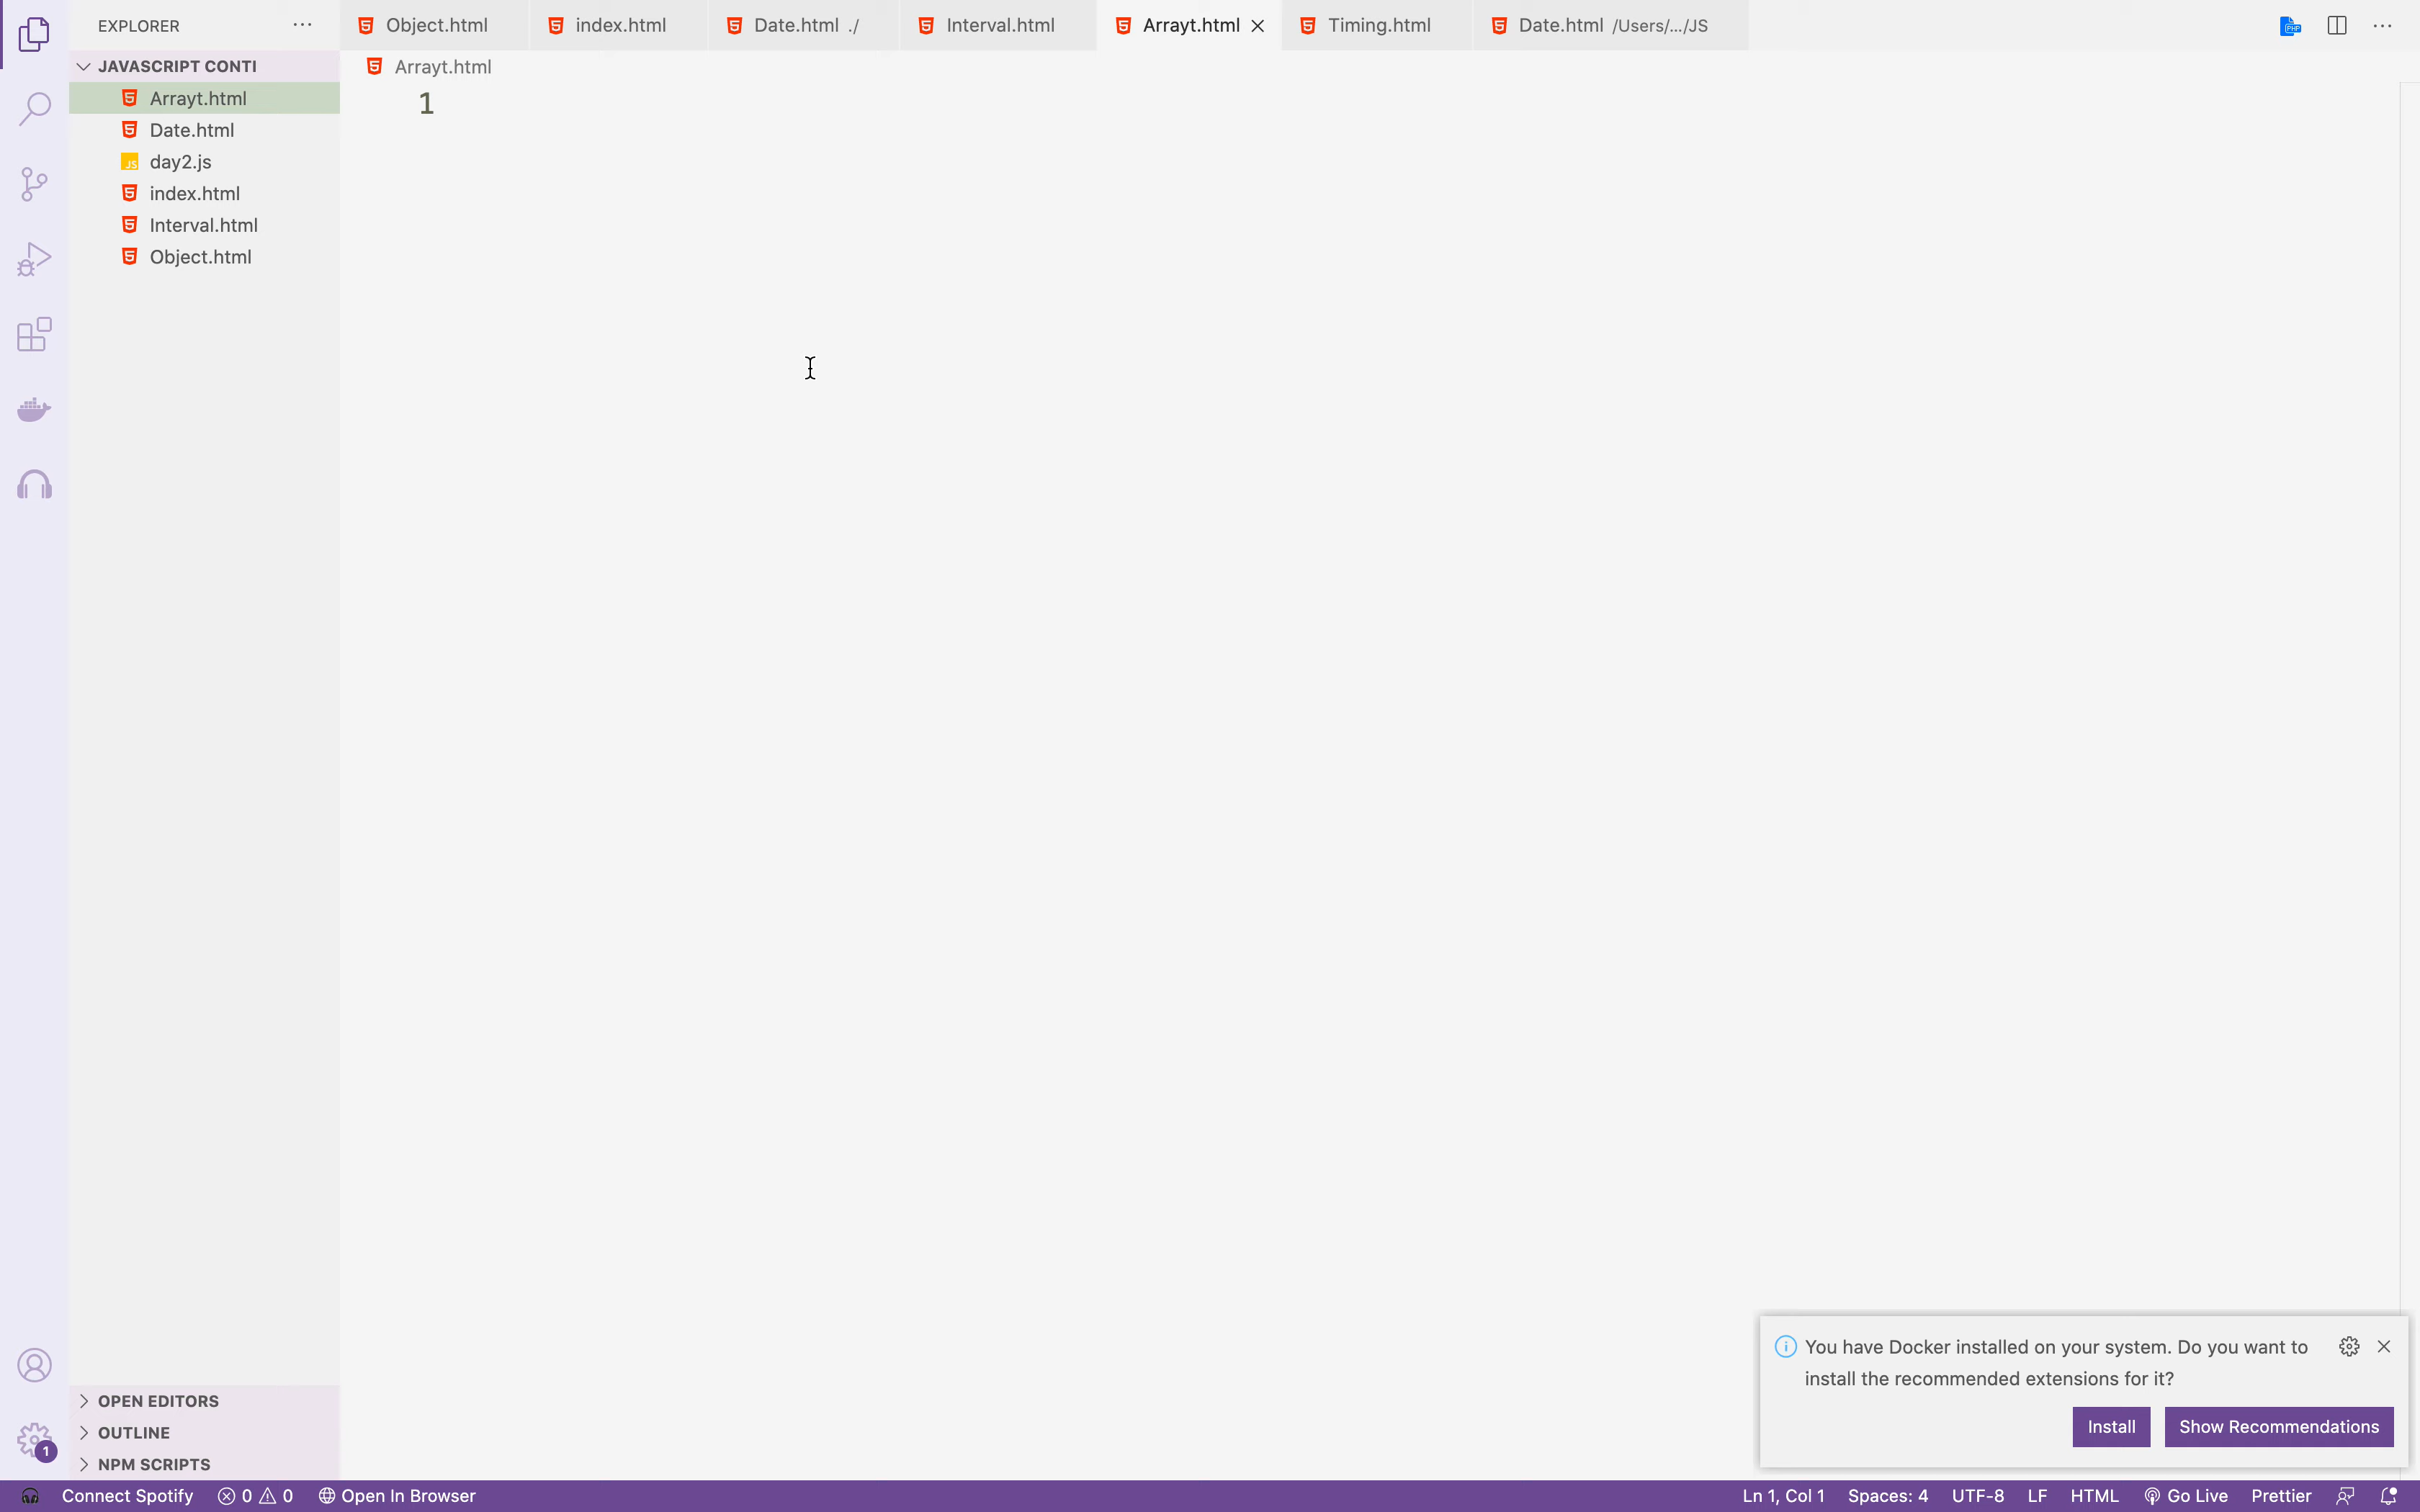 EXPLORER
Object.html
index.html
Date.html ./
Interval.html
Arrayt.html
Timing.html
Date.html /Users/.../JS
JAVASCRIPT CONTI
Arrayt.html
Date.html
day2.js
index.html
Interval.html
Object.html
Arrayt.html
1
OPEN EDITORS
OUTLINE
NPM SCRIPTS
1
You have Docker installed on your system. Do you want to
install the recommended extensions for it?
Install
Show Recommendations
Connect Spotify
0
0
Open In Browser
Ln 1, Col 1
Spaces: 4
UTF-8
LF
HTML
Go Live
Prettier